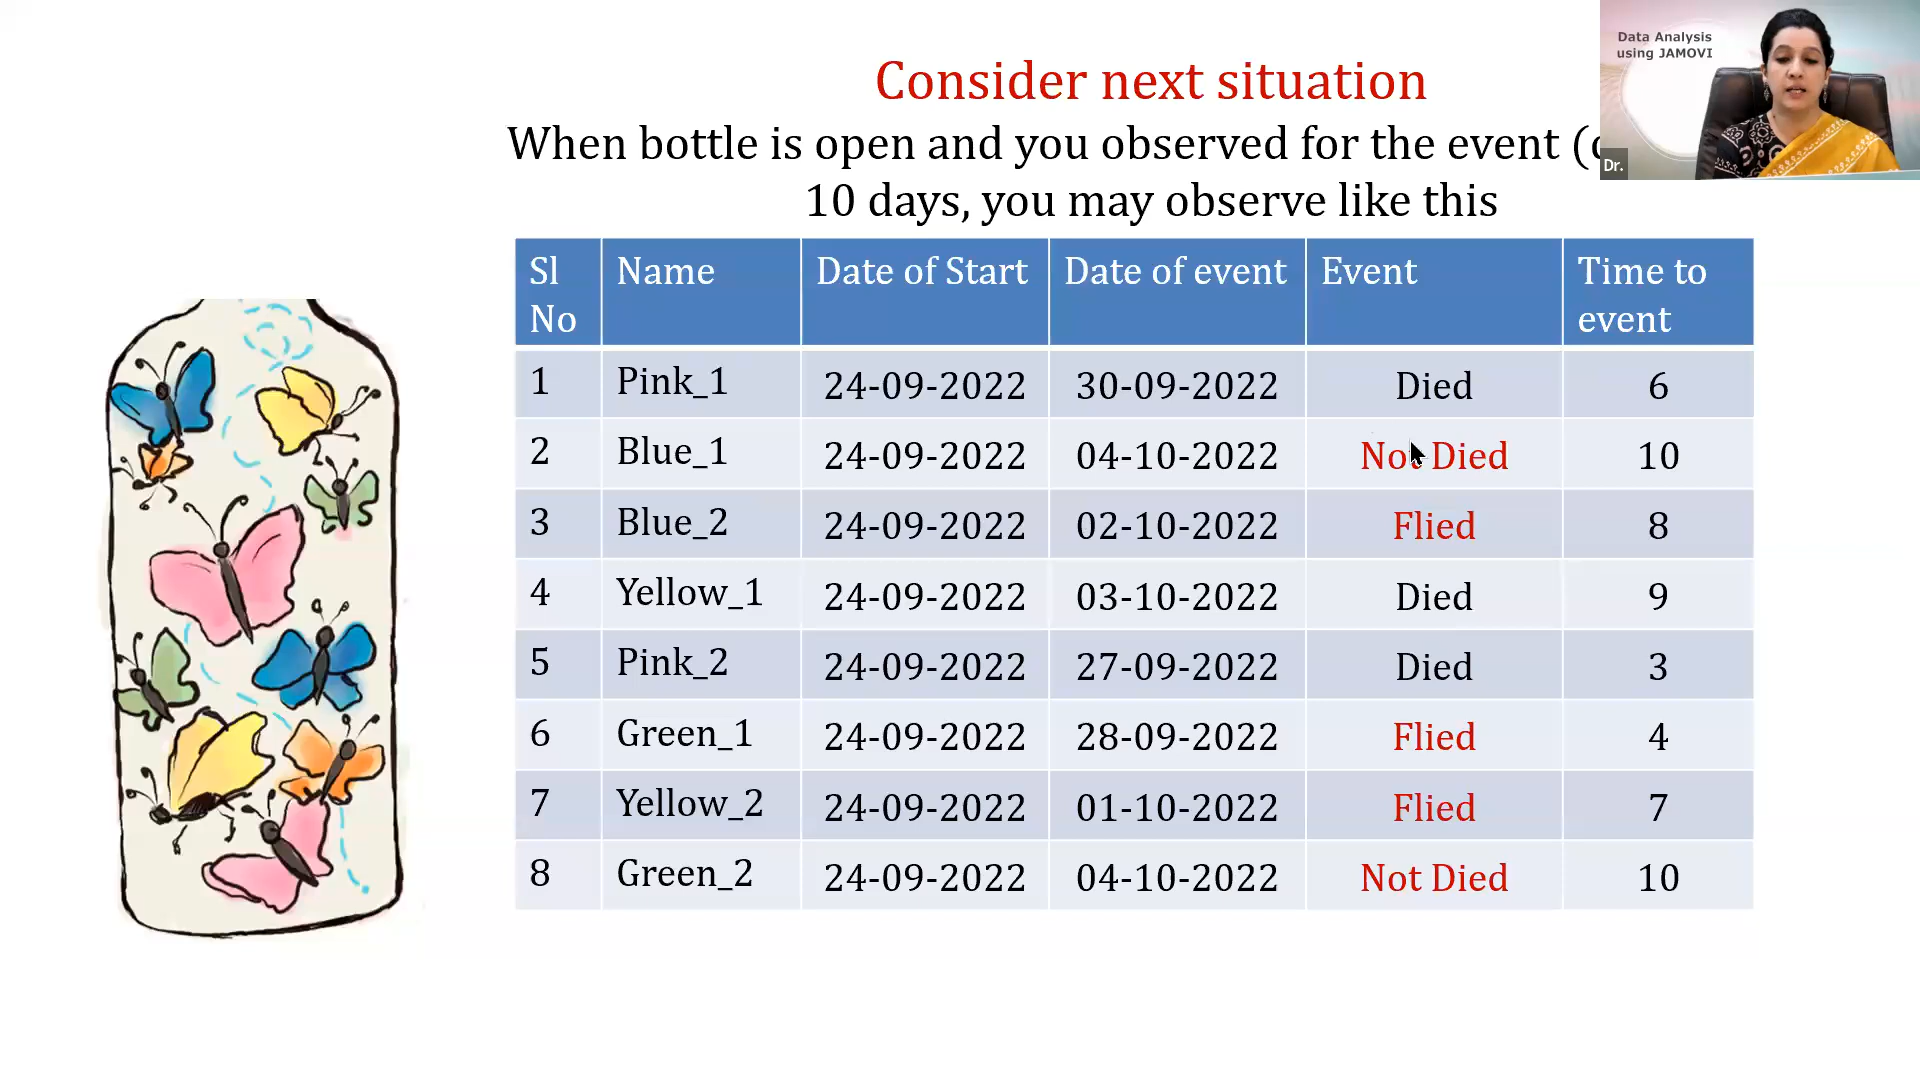 Data Analysis
using JAMOVI
Dr.
Consider next situation
When bottle is open and you observed for the event (
10 days, you may observe like this
Sl No Name Date of Start Date of event Event Time to event
1 Pink_1 24-09-2022 30-09-2022 Died 6
2 Blue_1 24-09-2022 04-10-2022 Not Died 10
3 Blue_2 24-09-2022 02-10-2022 Flied 8
4 Yellow_1 24-09-2022 03-10-2022 Died 9
5 Pink_2 24-09-2022 27-09-2022 Died 3
6 Green_1 24-09-2022 28-09-2022 Flied 4
7 Yellow_2 24-09-2022 01-10-2022 Flied 7
8 Green_2 24-09-2022 04-10-2022 Not Died 10